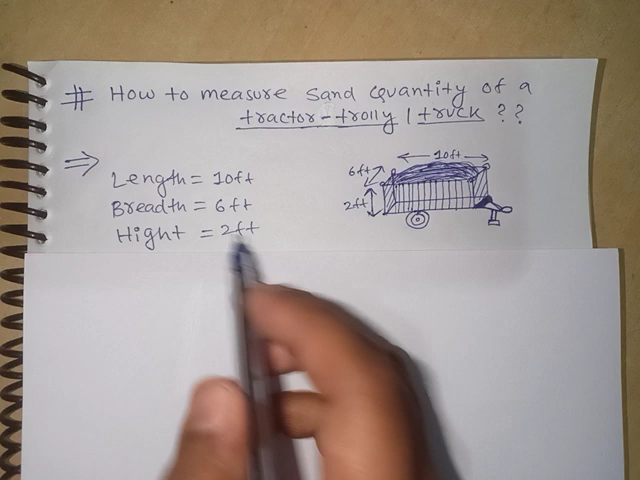 # How to measure Sand Quantity of a
tractor-trolly / truck ??
⇒
Length = 10ft
Breadth = 6ft
Hight = 2ft
10ft
6ft
2ft